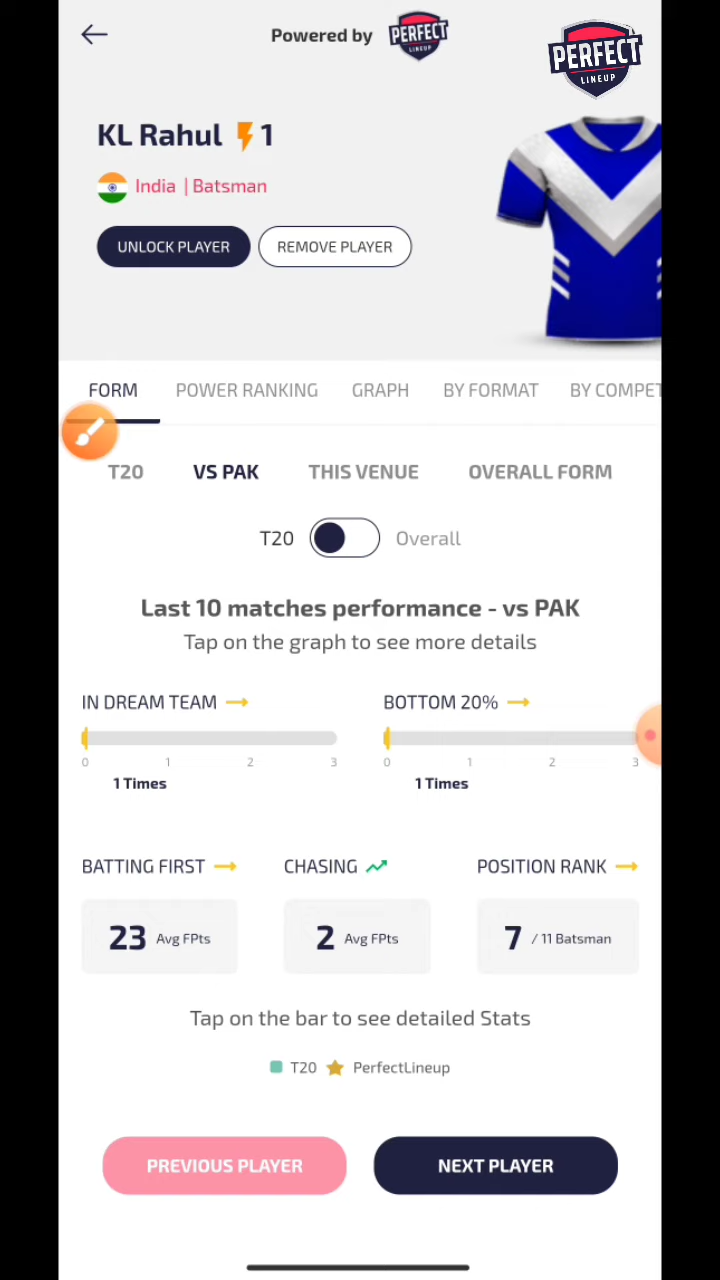 Powered by PERFECT LINEUP
PERFECT LINEUP
KL Rahul 1
India | Batsman
UNLOCK PLAYER REMOVE PLAYER
FORM POWER RANKING GRAPH BY FORMAT BY COMPET
T20 VS PAK THIS VENUE OVERALL FORM
T20 Overall
Last 10 matches performance - vs PAK
Tap on the graph to see more details
IN DREAM TEAM BOTTOM 20%
0 1 2 3 0 1 2 3
1 Times 1 Times
BATTING FIRST CHASING POSITION RANK
23 Avg FPts 2 Avg FPts 7 / 11 Batsman
Tap on the bar to see detailed Stats
T20 PerfectLineup
PREVIOUS PLAYER NEXT PLAYER